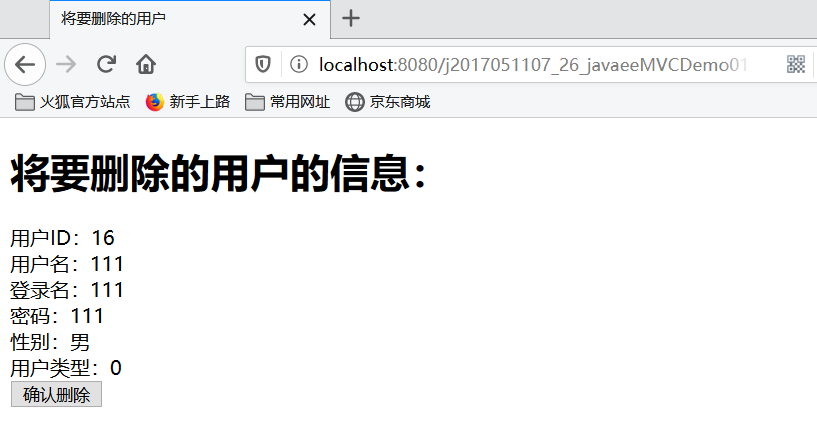 将要删除的用户
localhost:8080/j2017051107_26_javaeeMVCDemo01
火狐官方站点 新手上路 常用网址 京东商城
将要删除的用户的信息：
用户ID：16
用户名：111
登录名：111
密码：111
性别：男
用户类型：0
确认删除